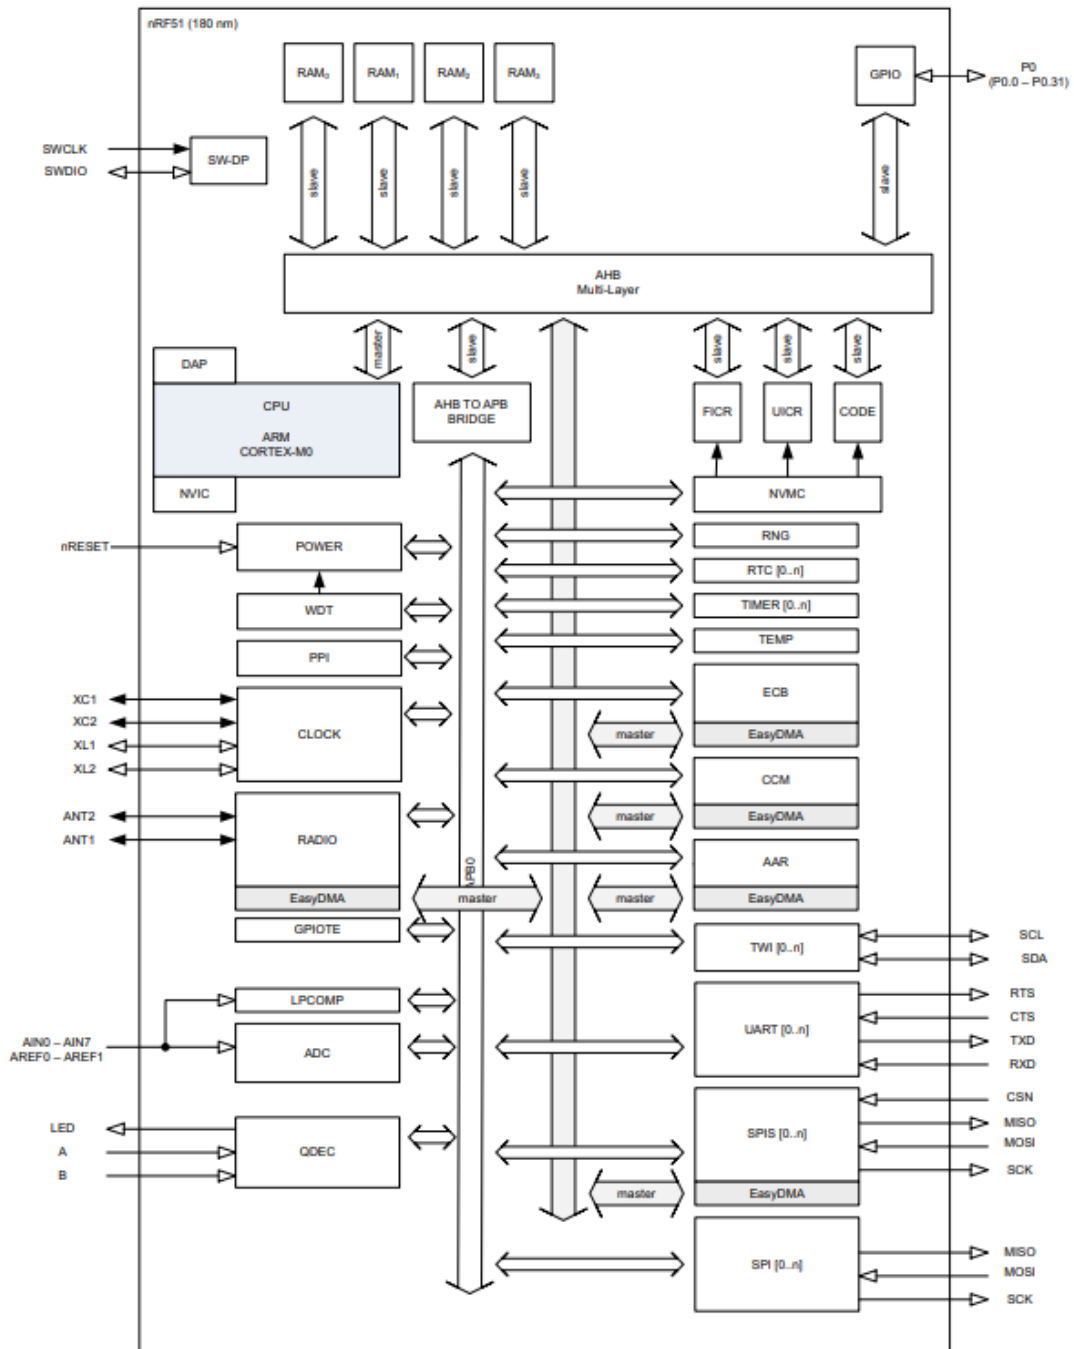 nRF51 (180 nm)
RAM0
RAM1
RAM2
RAM3
GPIO
P0
(P0.0 – P0.31)
SWCLK
SWDIO
SW-DP
slave
slave
slave
slave
slave
AHB
Multi-Layer
master
slave
slave
slave
slave
DAP
CPU
ARM
CORTEX-M0
NVIC
AHB TO APB
BRIDGE
FICR
UICR
CODE
NVMC
nRESET
POWER
RNG
RTC [0..n]
WDT
TIMER [0..n]
PPI
TEMP
XC1
XC2
XL1
XL2
CLOCK
ECB
master
EasyDMA
CCM
master
EasyDMA
ANT2
ANT1
RADIO
APB0
AAR
EasyDMA
master
master
EasyDMA
GPIOTE
TWI [0..n]
SCL
SDA
LPCOMP
AIN0 – AIN7
AREF0 – AREF1
ADC
UART [0..n]
RTS
CTS
TXD
RXD
LED
A
B
QDEC
SPIS [0..n]
CSN
MISO
MOSI
SCK
master
EasyDMA
SPI [0..n]
MISO
MOSI
SCK